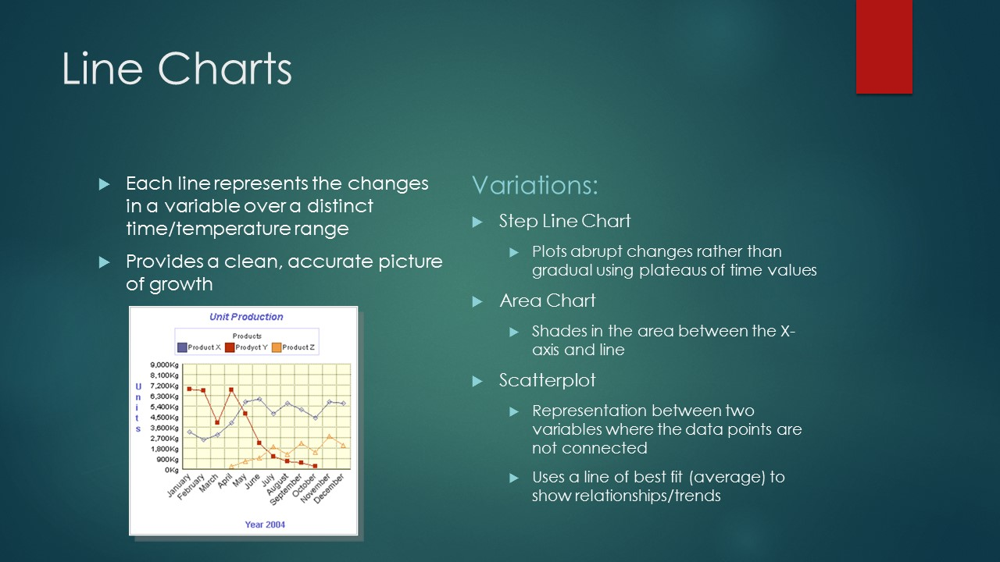 Line Charts
Each line represents the changes
in a variable over a distinct
time/temperature range
Provides a clean, accurate picture
of growth
Unit Production
Products
Product X Prodyct Y Product Z
Units
9,000Kg
8,100Kg
7,200Kg
6,300Kg
5,400Kg
4,500Kg
3,600Kg
2,700Kg
1,800Kg
900Kg
0Kg
January February March April May June July August September October November December
Year 2004
Variations:
Step Line Chart
Plots abrupt changes rather than
gradual using plateaus of time values
Area Chart
Shades in the area between the X-
axis and line
Scatterplot
Representation between two
variables where the data points are
not connected
Uses a line of best fit (average) to
show relationships/trends